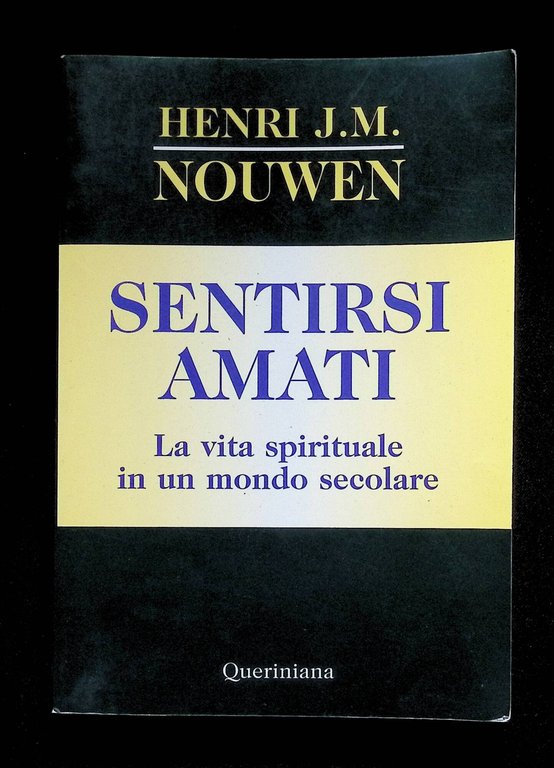 HENRI J.M.
NOUWEN
SENTIRSI
AMATI
La vita spirituale
in un mondo secolare
Queriniana